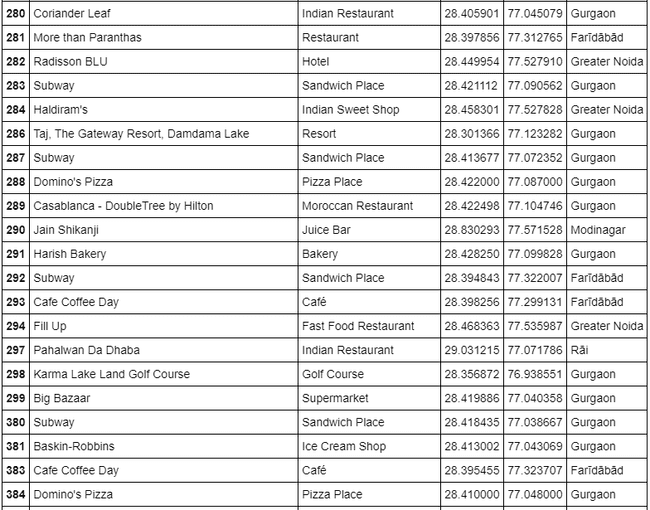 280 Coriander Leaf Indian Restaurant 28.405901 77.045079 Gurgaon
281 More than Paranthas Restaurant 28.397856 77.312765 Farīdābād
282 Radisson BLU Hotel 28.449954 77.527910 Greater Noida
283 Subway Sandwich Place 28.421112 77.090562 Gurgaon
284 Haldiram's Indian Sweet Shop 28.458301 77.527828 Greater Noida
286 Taj, The Gateway Resort, Damdama Lake Resort 28.301366 77.123282 Gurgaon
287 Subway Sandwich Place 28.413677 77.072352 Gurgaon
288 Domino's Pizza Pizza Place 28.422000 77.087000 Gurgaon
289 Casablanca - DoubleTree by Hilton Moroccan Restaurant 28.422498 77.104746 Gurgaon
290 Jain Shikanji Juice Bar 28.830293 77.571528 Modinagar
291 Harish Bakery Bakery 28.428250 77.099828 Gurgaon
292 Subway Sandwich Place 28.394843 77.322007 Farīdābād
293 Cafe Coffee Day Café 28.398256 77.299131 Farīdābād
294 Fill Up Fast Food Restaurant 28.468363 77.535987 Greater Noida
297 Pahalwan Da Dhaba Indian Restaurant 29.031215 77.071786 Rāi
298 Karma Lake Land Golf Course Golf Course 28.356872 76.938551 Gurgaon
299 Big Bazaar Supermarket 28.419886 77.040358 Gurgaon
380 Subway Sandwich Place 28.418435 77.038667 Gurgaon
381 Baskin-Robbins Ice Cream Shop 28.413002 77.043069 Gurgaon
383 Cafe Coffee Day Café 28.395455 77.323707 Farīdābād
384 Domino's Pizza Pizza Place 28.410000 77.048000 Gurgaon